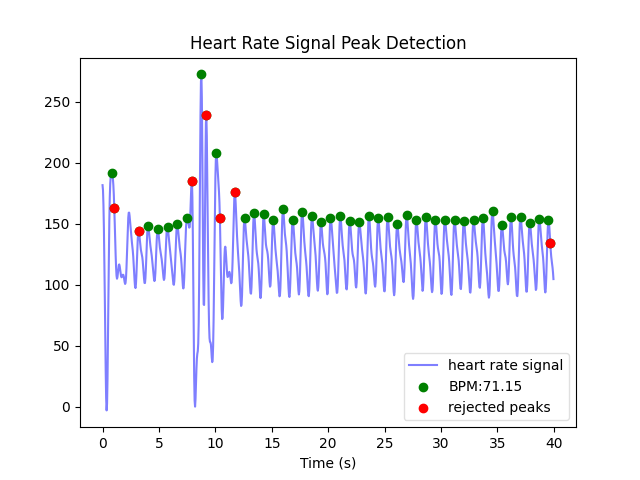 Heart Rate Signal Peak Detection
250
200
150
100
50
0
heart rate signal
BPM:71.15
rejected peaks
0 5 10 15 20 25 30 35 40
Time (s)